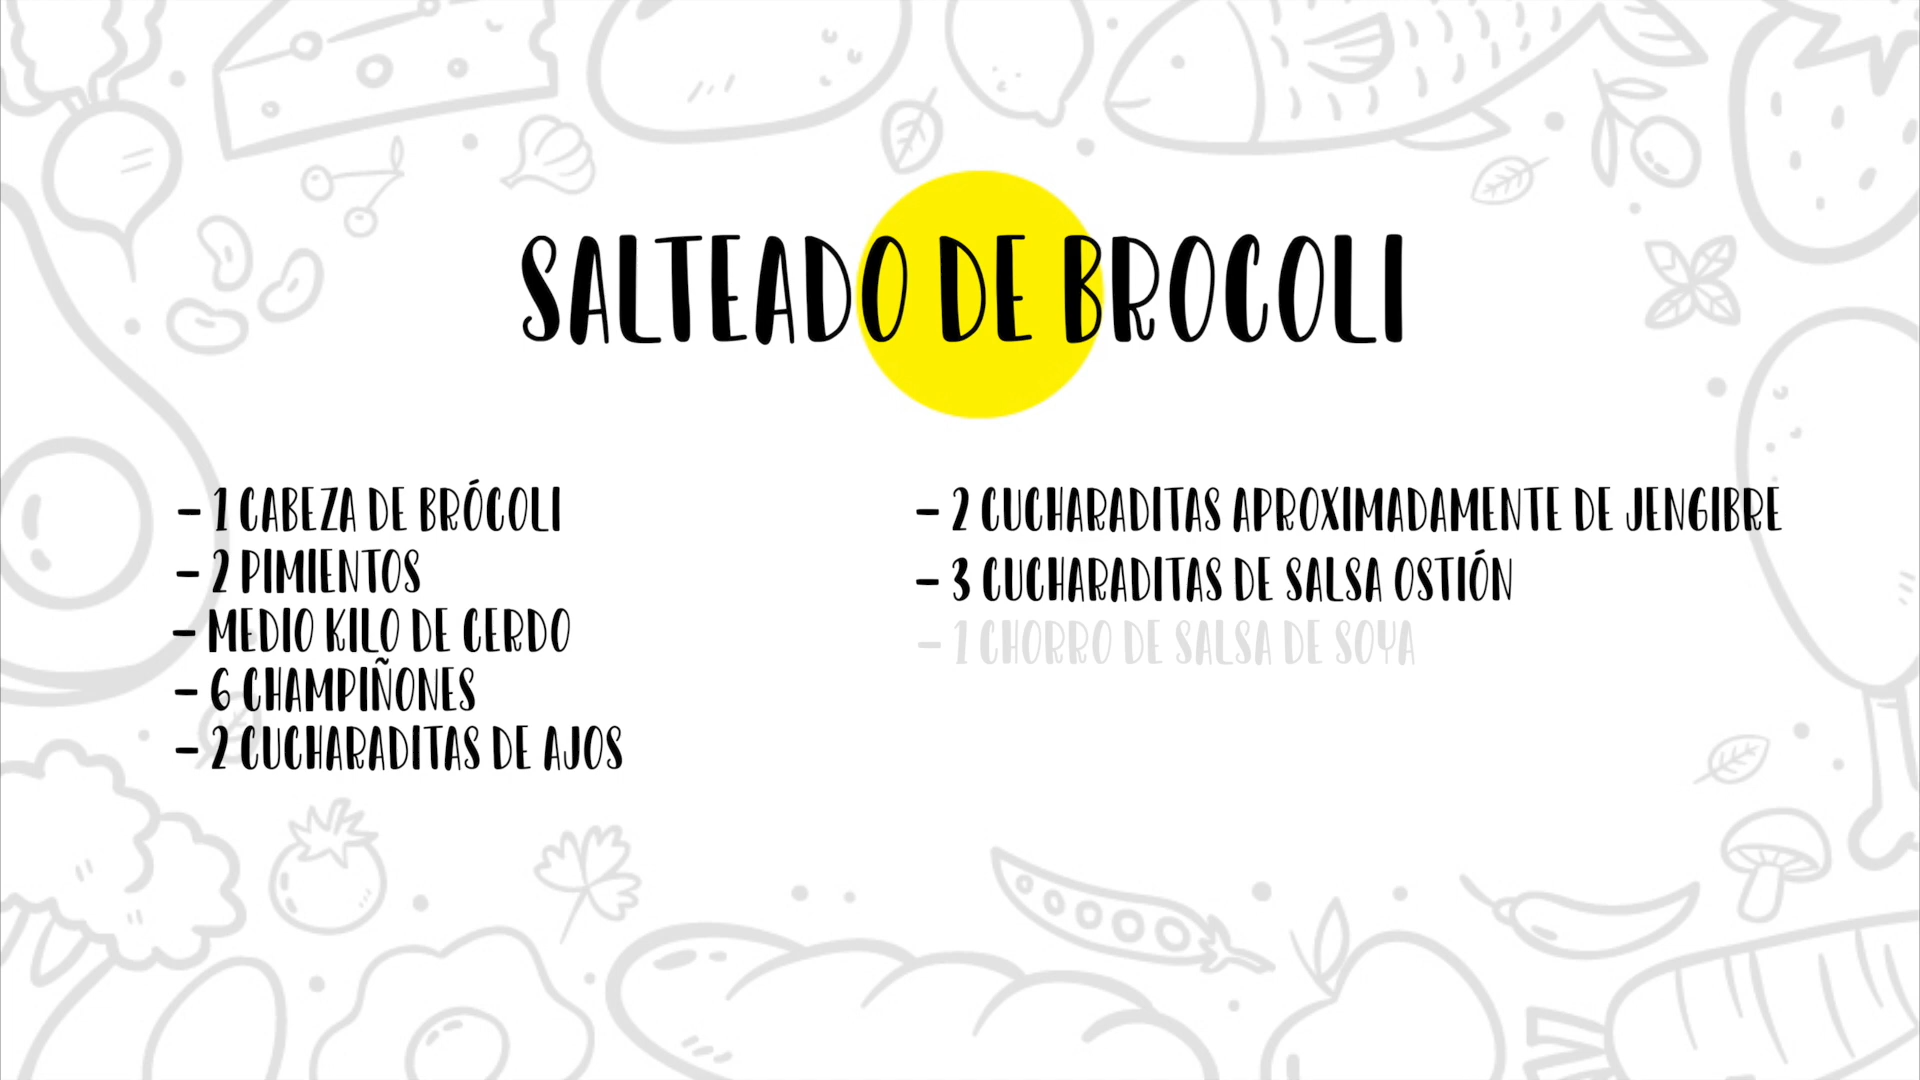 SALTEADO DE BROCOLI
- 1 CABEZA DE BRÓCOLI
- 2 PIMIENTOS
- MEDIO KILO DE CERDO
- 6 CHAMPIÑONES
- 2 CUCHARADITAS DE AJOS
- 2 CUCHARADITAS APROXIMADAMENTE DE JENGIBRE
- 3 CUCHARADITAS DE SALSA OSTIÓN
- 1 CHORRO DE SALSA DE SOYA